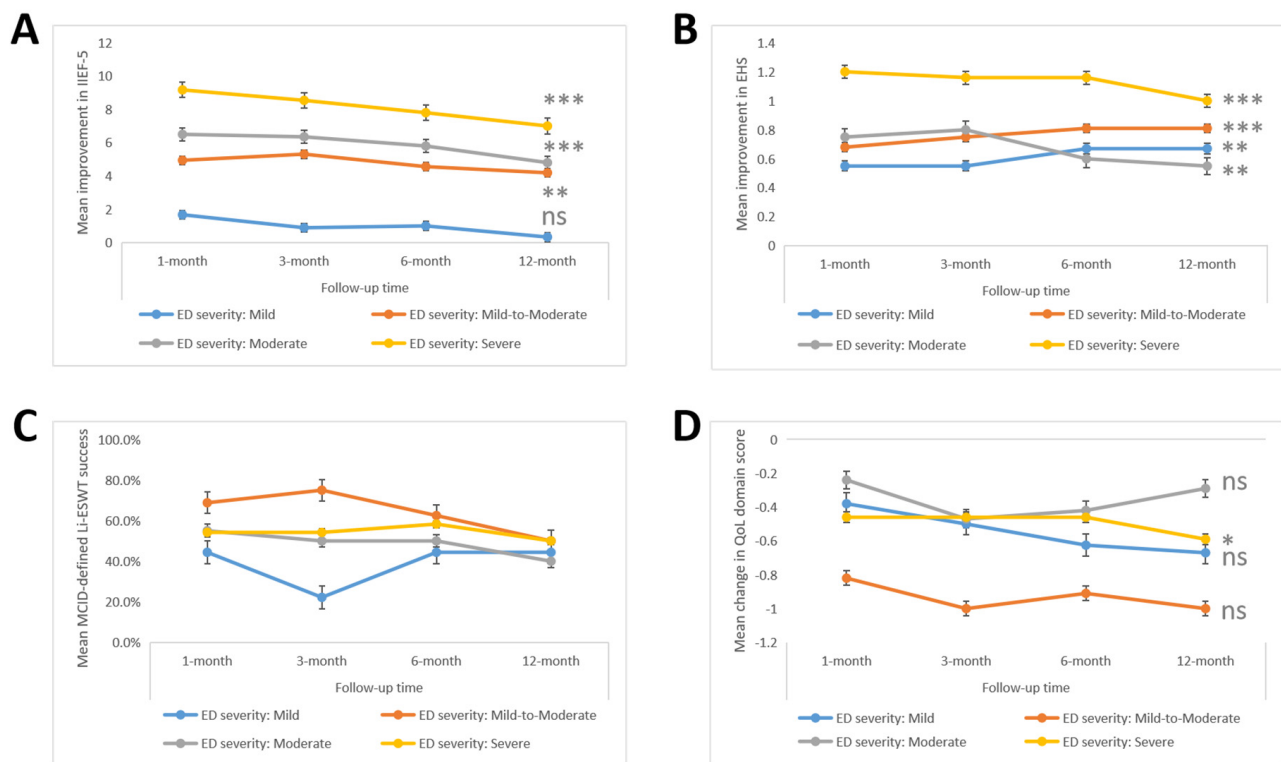 A
Mean improvement in IIEF-5
12
10
8
6
4
2
0
***
***
**
ns
1-month 3-month 6-month 12-month
Follow-up time
ED severity: Mild ED severity: Mild-to-Moderate
ED severity: Moderate ED severity: Severe
B
Mean improvement in EHS
1.4
1.2
1
0.8
0.6
0.4
0.2
0
***
***
**
**
1-month 3-month 6-month 12-month
Follow-up time
ED severity: Mild ED severity: Mild-to-Moderate
ED severity: Moderate ED severity: Severe
C
Mean MCID-defined Li-ESWT success
100.0%
80.0%
60.0%
40.0%
20.0%
0.0%
1-month 3-month 6-month 12-month
Follow-up time
ED severity: Mild ED severity: Mild-to-Moderate
ED severity: Moderate ED severity: Severe
D
Mean change in QoL domain score
0
-0.2
-0.4
-0.6
-0.8
-1
-1.2
ns
*
ns
ns
1-month 3-month 6-month 12-month
Follow-up time
ED severity: Mild ED severity: Mild-to-Moderate
ED severity: Moderate ED severity: Severe